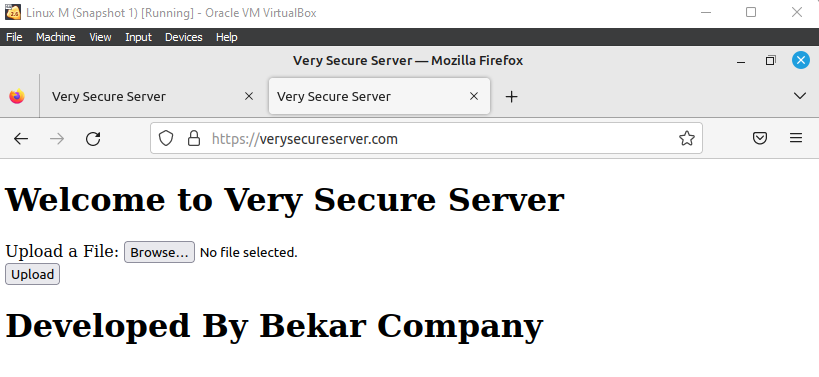 Linux M (Snapshot 1) [Running] - Oracle VM VirtualBox
File Machine View Input Devices Help
Very Secure Server — Mozilla Firefox
Very Secure Server
Very Secure Server
https://verysecureserver.com
Welcome to Very Secure Server
Upload a File: Browse... No file selected.
Upload
Developed By Bekar Company